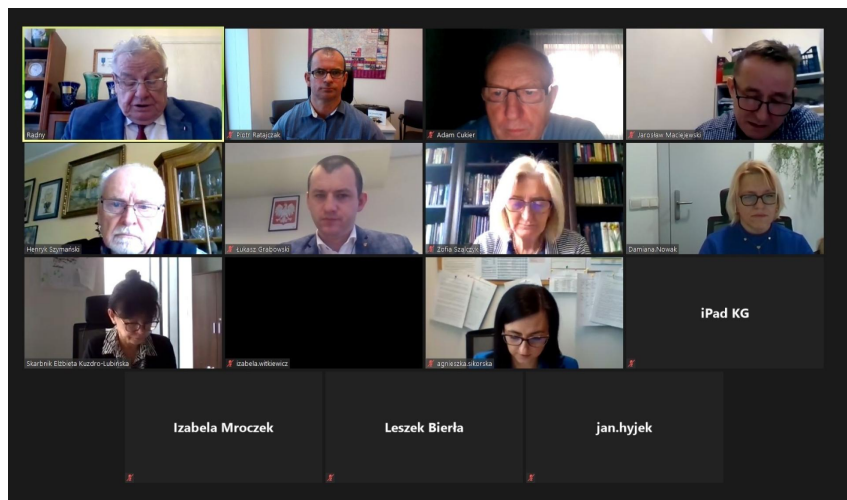 Radny
Piotr Ratajczak
Adam Cukier
Jarosław Maciejewski
Henryk Szymański
Łukasz Grabowski
Zofia Szalczyk
Damiana.Nowak
Skarbnik Elżbieta Kuzdro-Lubińska
izabela.witkiewicz
agnieszka.sikorska
iPad KG
Izabela Mroczek
Leszek Bierła
jan.hyjek